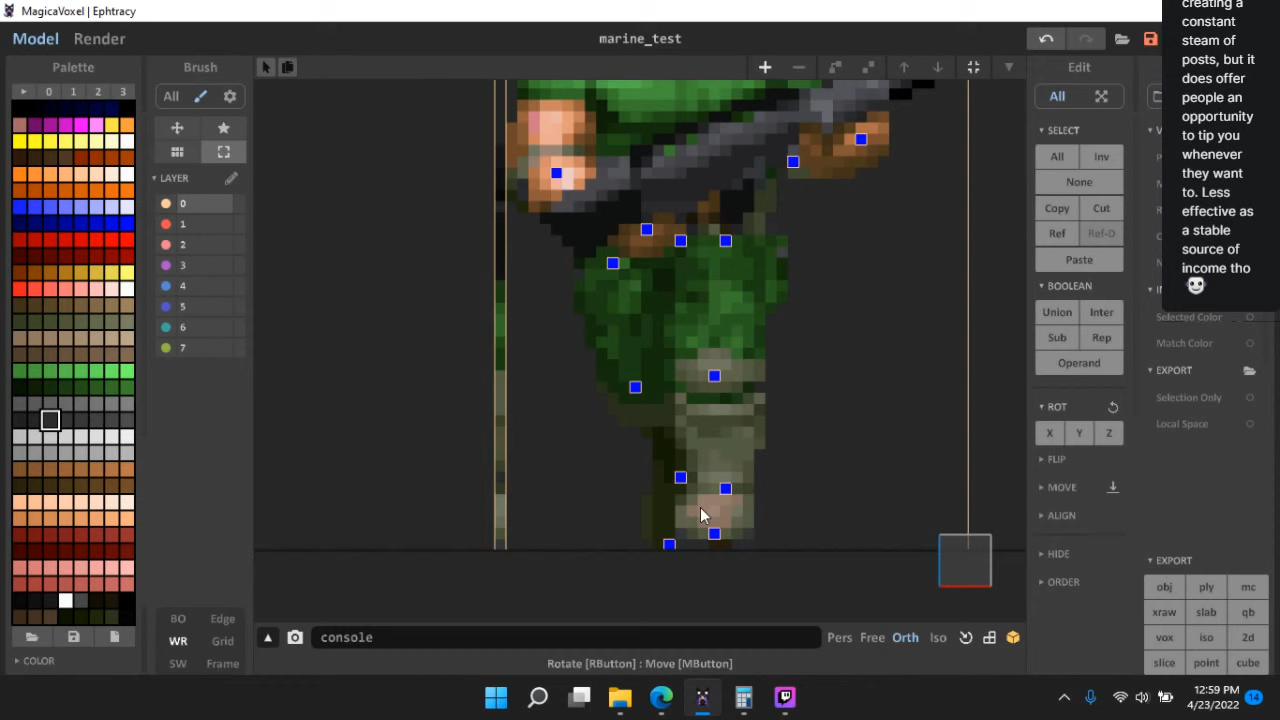 MagicaVoxel | Ephtracy
Model Render
marine_test
creating a
constant
steam of
posts, but it
does offer
people an
opportunity
to tip you
whenever
they want
to. Less
effective as
a stable
source of
income tho
Palette
0 1 2 3
COLOR
Brush
All
LAYER
0
1
2
3
4
5
6
7
BO Edge
WR Grid
SW Frame
console
Pers Free Orth Iso
Rotate [RButton] : Move [MButton]
Edit
All
SELECT
All Inv
None
Copy Cut
Ref Ref-D
Paste
BOOLEAN
Union Inter
Sub Rep
Operand
ROT
X Y Z
FLIP
MOVE
ALIGN
HIDE
ORDER
Selected Color
Match Color
EXPORT
Selection Only
Local Space
EXPORT
obj ply mc
xraw slab qb
vox iso 2d
slice point cube
12:59 PM
4/23/2022
14